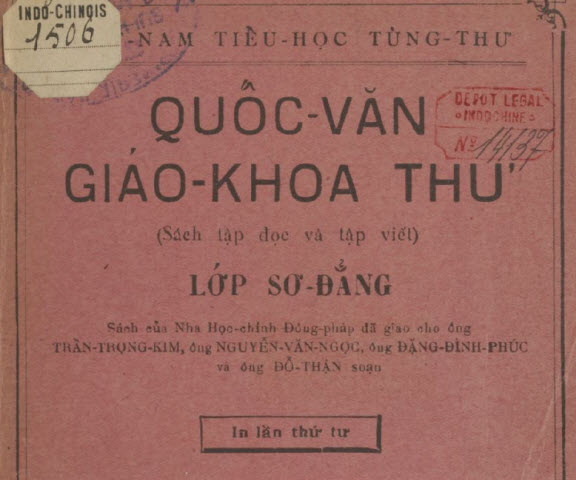 INDO-CHINOIS
1506
-NAM TIỂU-HỌC TÙNG-THƯ
DÉPOT LEGAL
INDOCHINE
Nº 14137
QUỐC-VĂN
GIÁO-KHOA THƯ
(Sách tập đọc và tập viết)
LỚP SƠ-ĐẲNG
Sách của Nha Học-chính Đông-pháp đã giao cho ông
TRẦN-TRỌNG-KIM, ông NGUYỄN-VĂN-NGỌC, ông ĐẶNG-ĐÌNH-PHÚC
và ông ĐỖ-THẬN soạn
In lần thứ tư